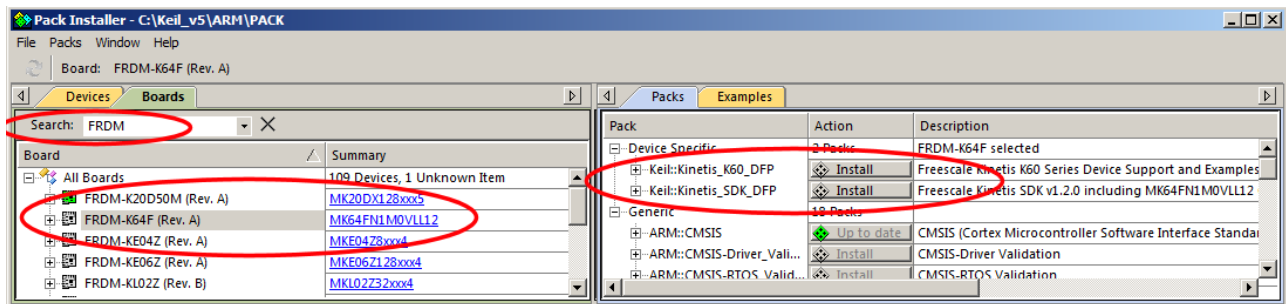 Pack Installer - C:\Keil_v5\ARM\PACK
File Packs Window Help
Board: FRDM-K64F (Rev. A)
Devices Boards
Search: FRDM
Board Summary
All Boards 109 Devices, 1 Unknown Item
FRDM-K20D50M (Rev. A) MK20DX128xxx5
FRDM-K64F (Rev. A) MK64FN1M0VLL12
FRDM-KE04Z (Rev. A) MKE04Z8xxx4
FRDM-KE06Z (Rev. A) MKE06Z128xxx4
FRDM-KL02Z (Rev. B) MKL02Z32xxx4
Packs Examples
Pack Action Description
Device Specific 2 Packs FRDM-K64F selected
Keil::Kinetis_K60_DFP Install Freescale Kinetis K60 Series Device Support and Examples
Keil::Kinetis_SDK_DFP Install Freescale Kinetis SDK v1.2.0 including MK64FN1M0VLL12
Generic 18 Packs
ARM::CMSIS Up to date CMSIS (Cortex Microcontroller Software Interface Standar
ARM::CMSIS-Driver_Vali... Install CMSIS-Driver Validation
ARM::CMSIS-RTOS_Valid... Install CMSIS-RTOS Validation